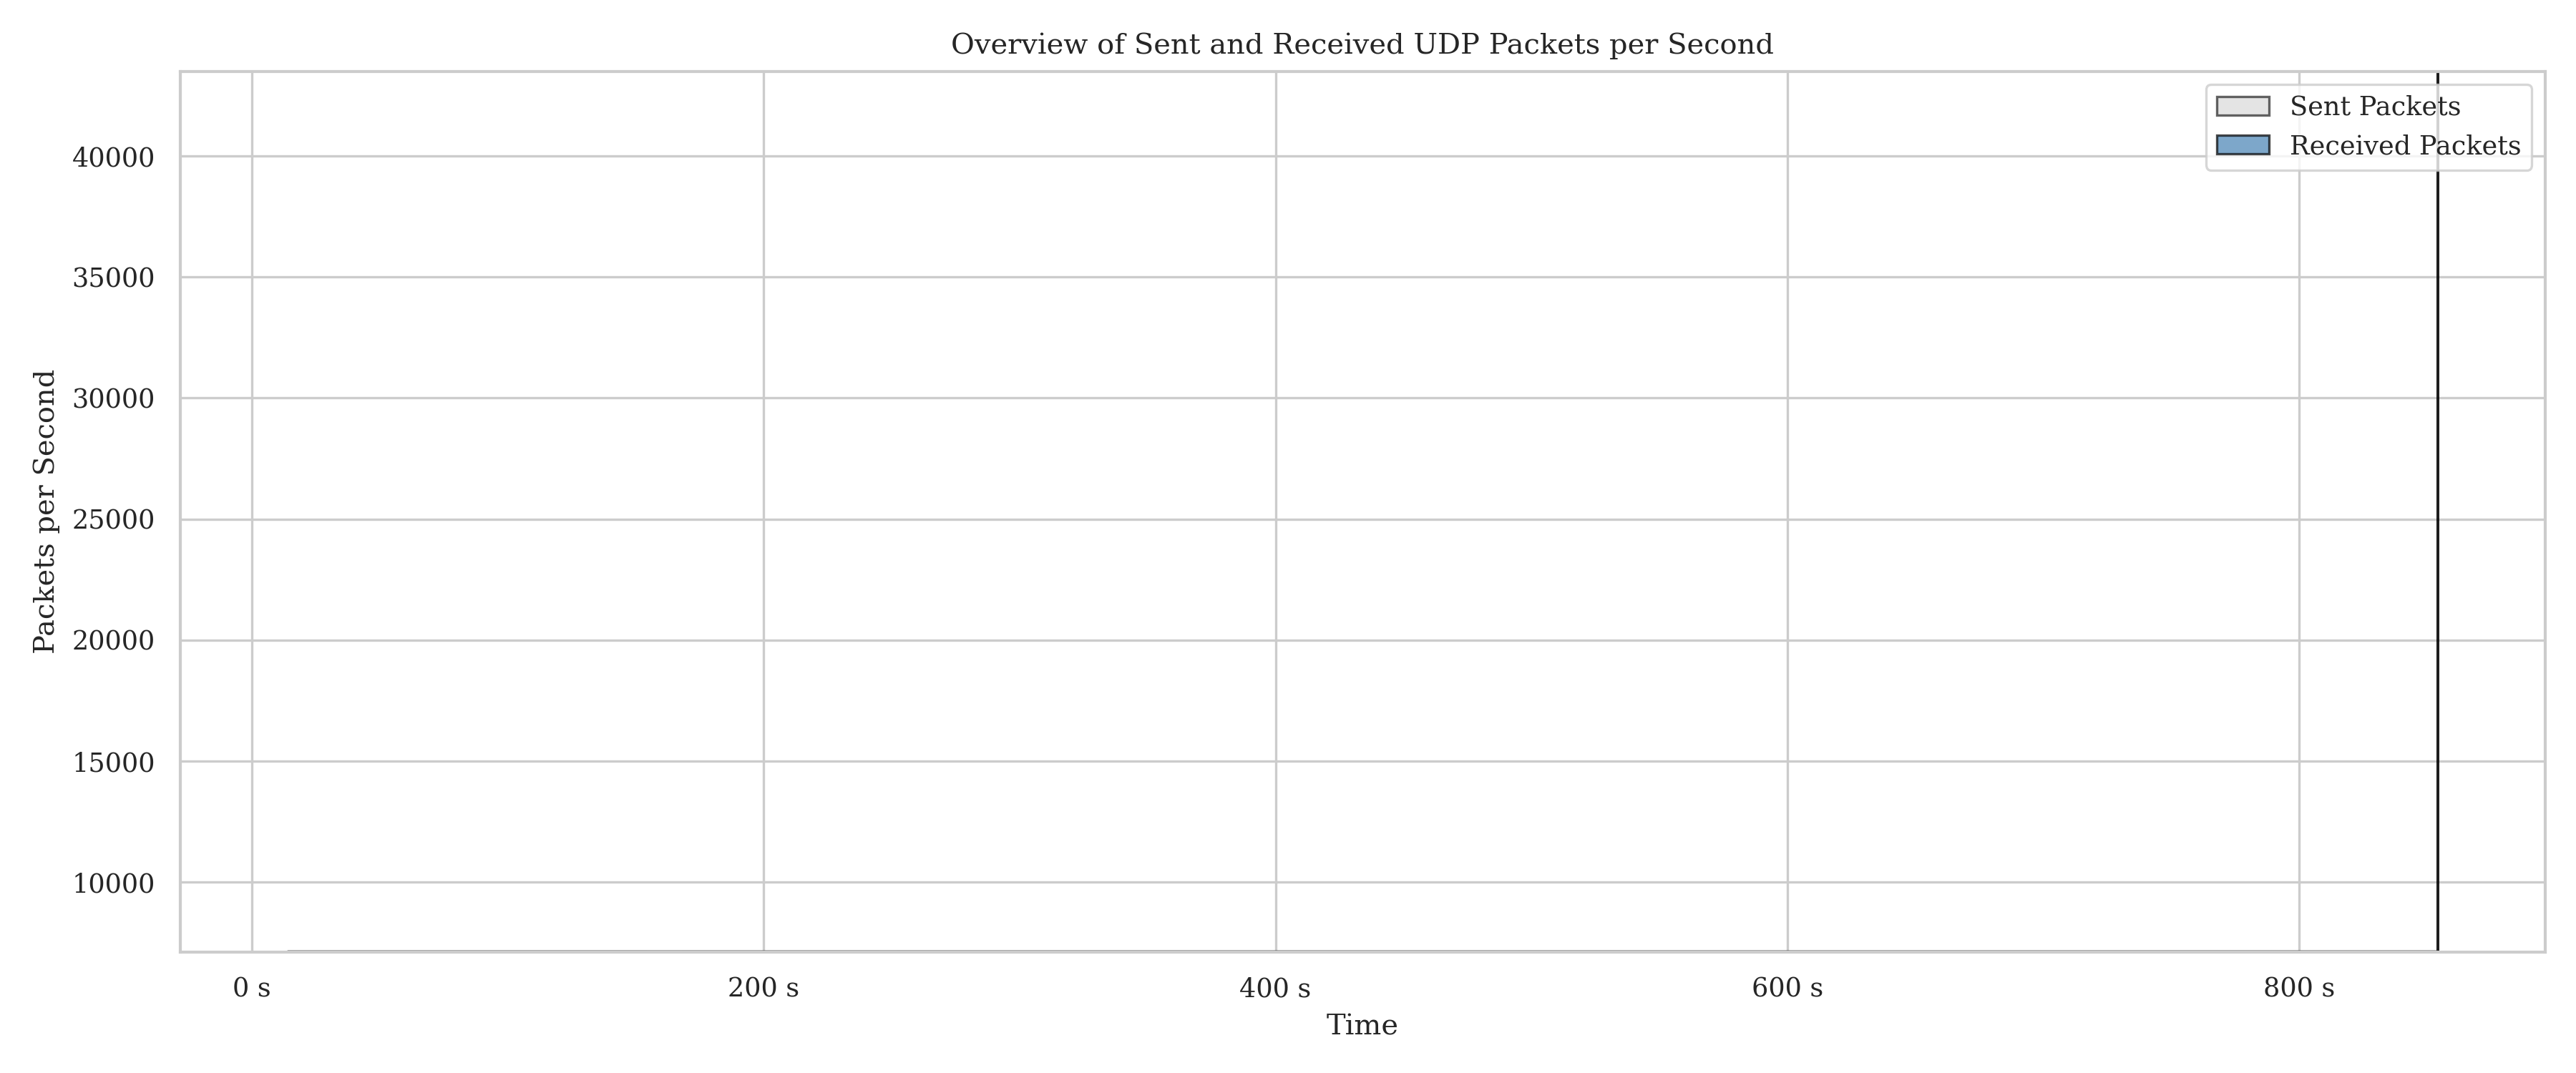 Overview of Sent and Received UDP Packets per Second
Sent Packets
Received Packets
40000
35000
30000
25000
20000
15000
10000
Packets per Second
0 s
200 s
400 s
600 s
800 s
Time